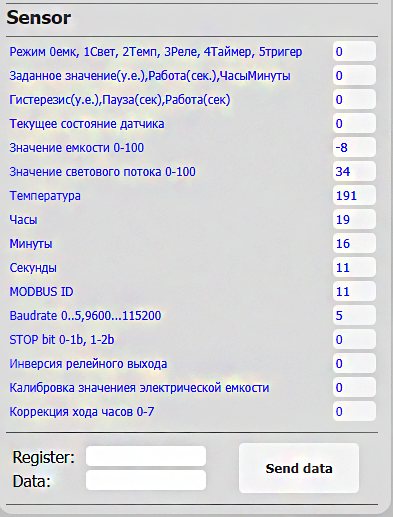 Sensor
Режим 0емк, 1Свет, 2Темп, 3Реле, 4Таймер, 5тригер 0
Заданное значение(у.е.),Работа(сек.),ЧасыМинуты 0
Гистерезис(у.е.),Пауза(сек),Работа(сек) 0
Текущее состояние датчика 0
Значение емкости 0-100 -8
Значение светового потока 0-100 34
Температура 191
Часы 19
Минуты 16
Секунды 11
MODBUS ID 11
Baudrate 0..5,9600...115200 5
STOP bit 0-1b, 1-2b 0
Инверсия релейного выхода 0
Калибровка значениея электрической емкости 0
Коррекция хода часов 0-7 0
Register:
Data:
Send data